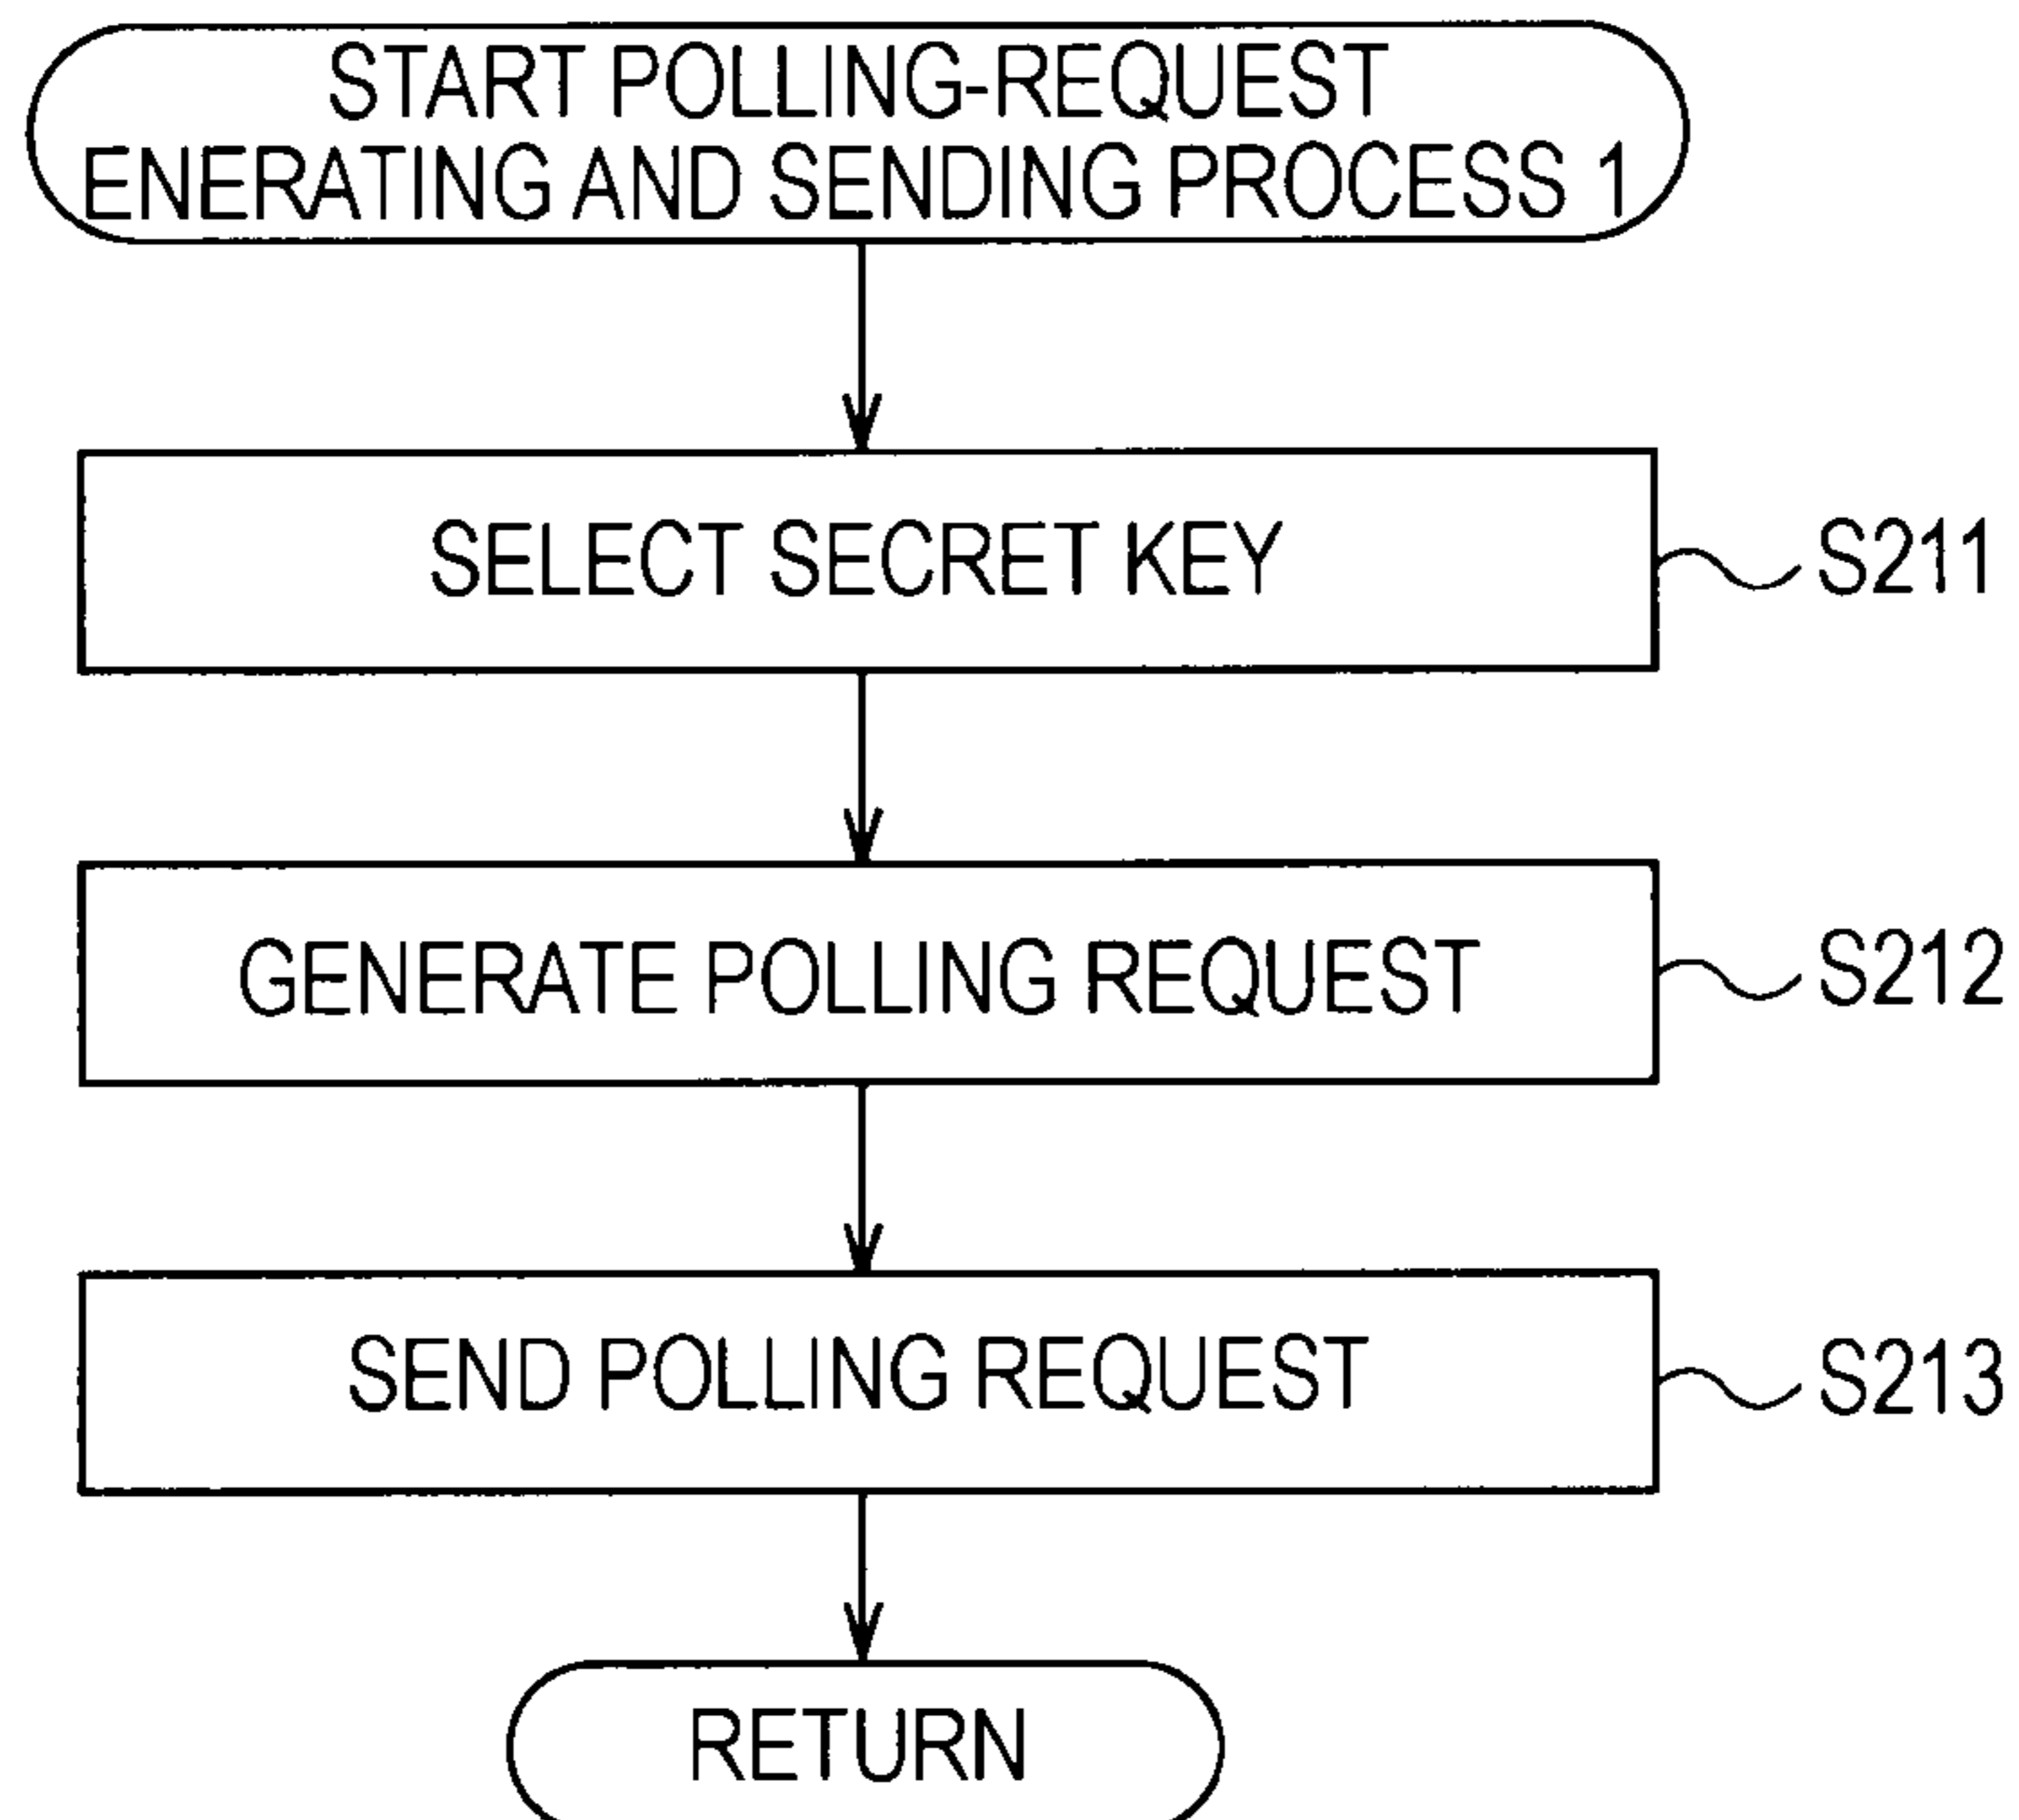 START POLLING-REQUEST
ENERATING AND SENDING PROCESS 1
SELECT SECRET KEY
S211
GENERATE POLLING REQUEST
S212
SEND POLLING REQUEST
S213
RETURN